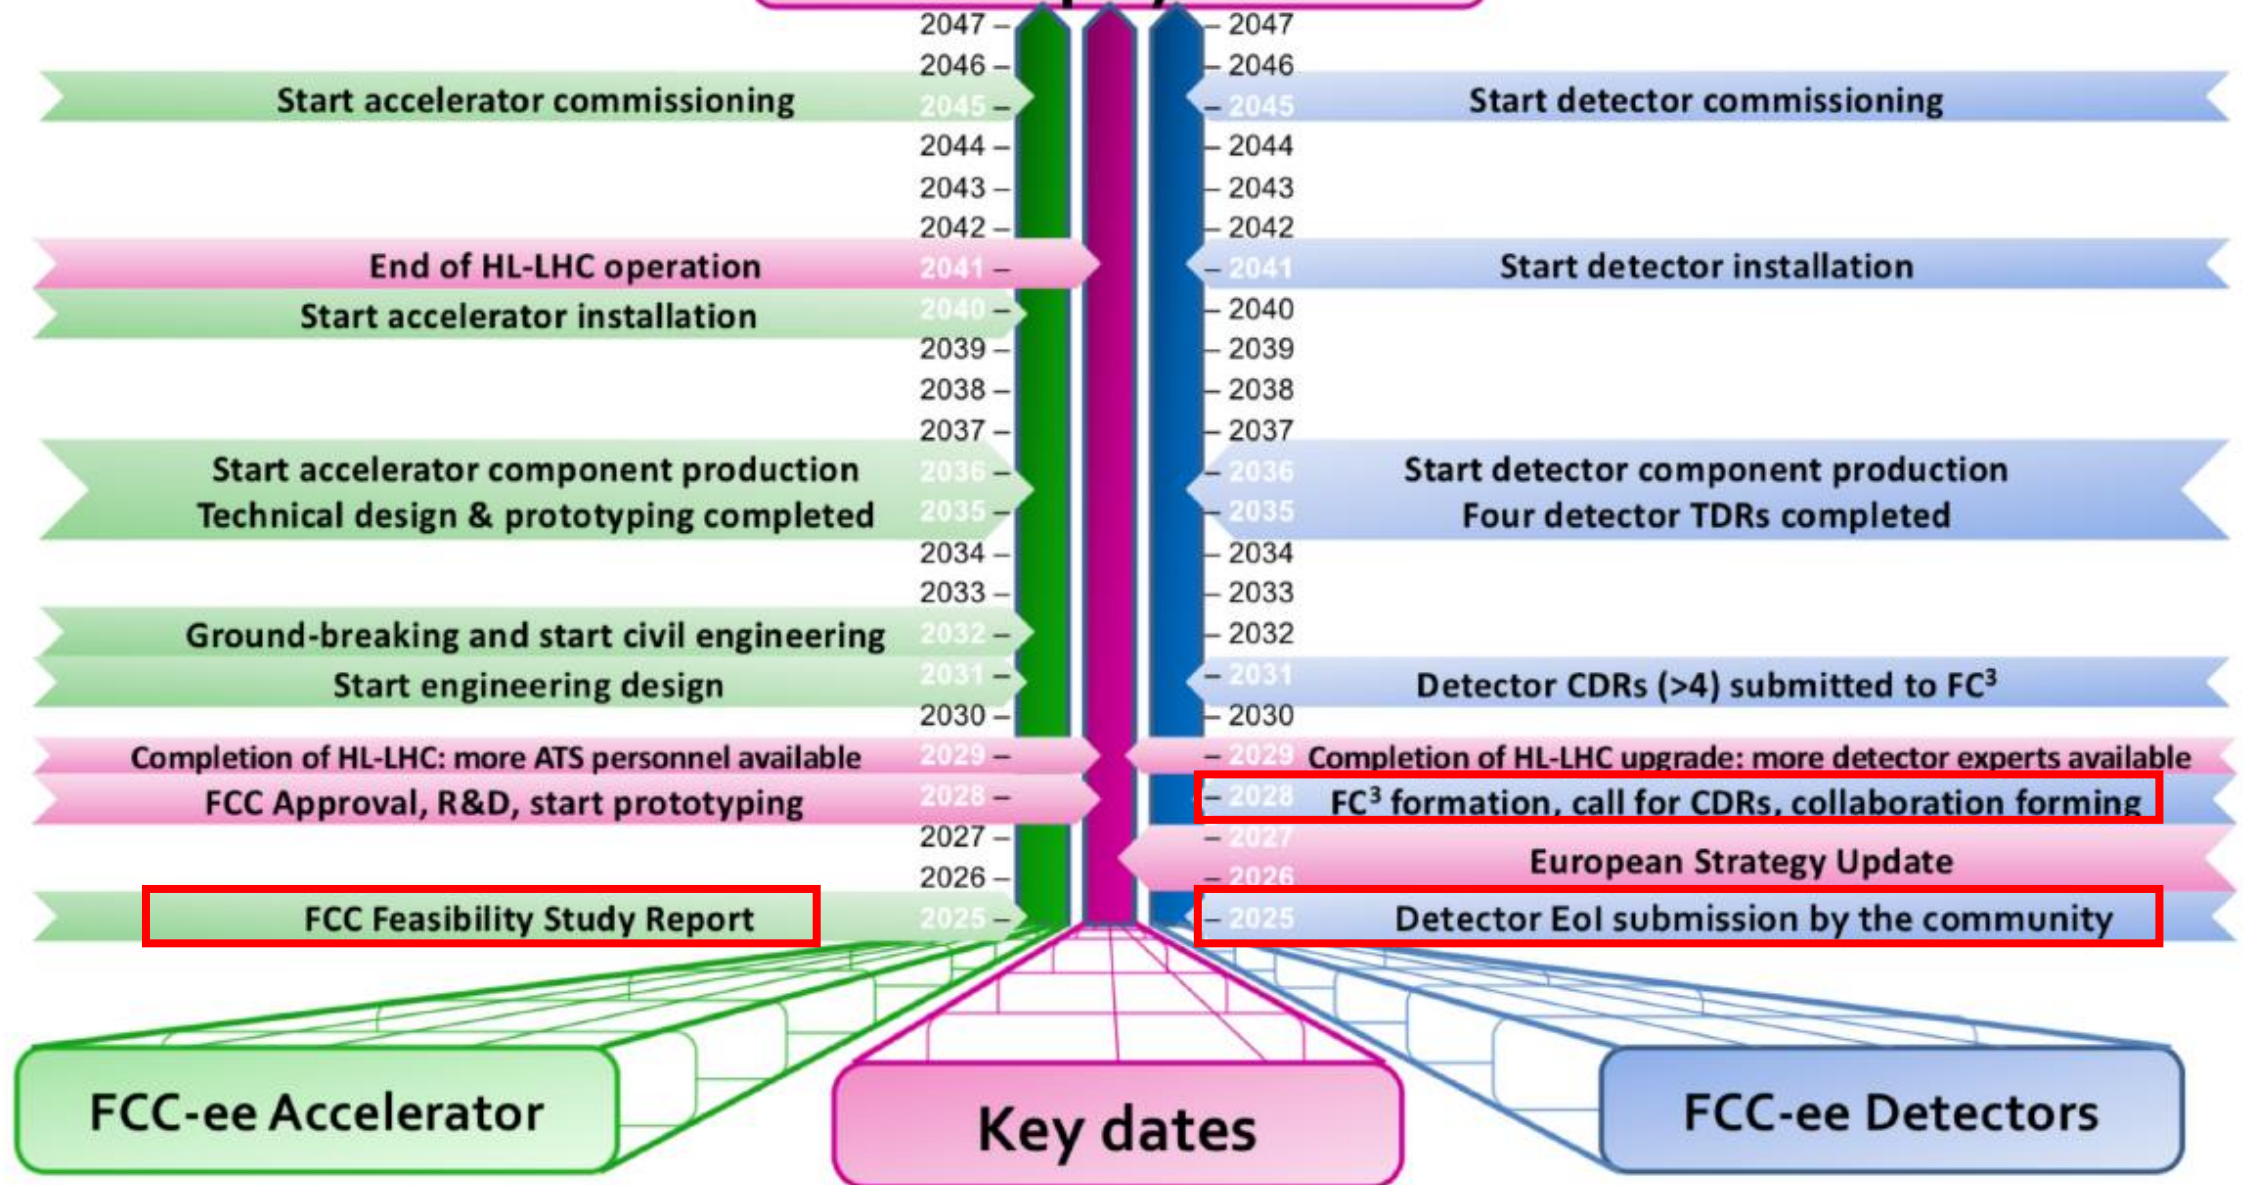 2047 – – 2047
2046 – – 2046
Start accelerator commissioning 2045 – – 2045 Start detector commissioning
2044 – – 2044
2043 – – 2043
2042 – – 2042
End of HL-LHC operation 2041 – – 2041 Start detector installation
Start accelerator installation 2040 – – 2040
2039 – – 2039
2038 – – 2038
2037 – – 2037
Start accelerator component production 2036 – – 2036 Start detector component production
Technical design & prototyping completed 2035 – – 2035 Four detector TDRs completed
2034 – – 2034
2033 – – 2033
Ground-breaking and start civil engineering 2032 – – 2032
Start engineering design 2031 – – 2031 Detector CDRs (>4) submitted to FC³
2030 – – 2030
Completion of HL-LHC: more ATS personnel available 2029 – – 2029 Completion of HL-LHC upgrade: more detector experts available
FCC Approval, R&D, start prototyping 2028 – – 2028 FC³ formation, call for CDRs, collaboration forming
2027 – – 2027
European Strategy Update
2026 – – 2026
FCC Feasibility Study Report 2025 – – 2025 Detector EoI submission by the community
FCC-ee Accelerator
Key dates
FCC-ee Detectors